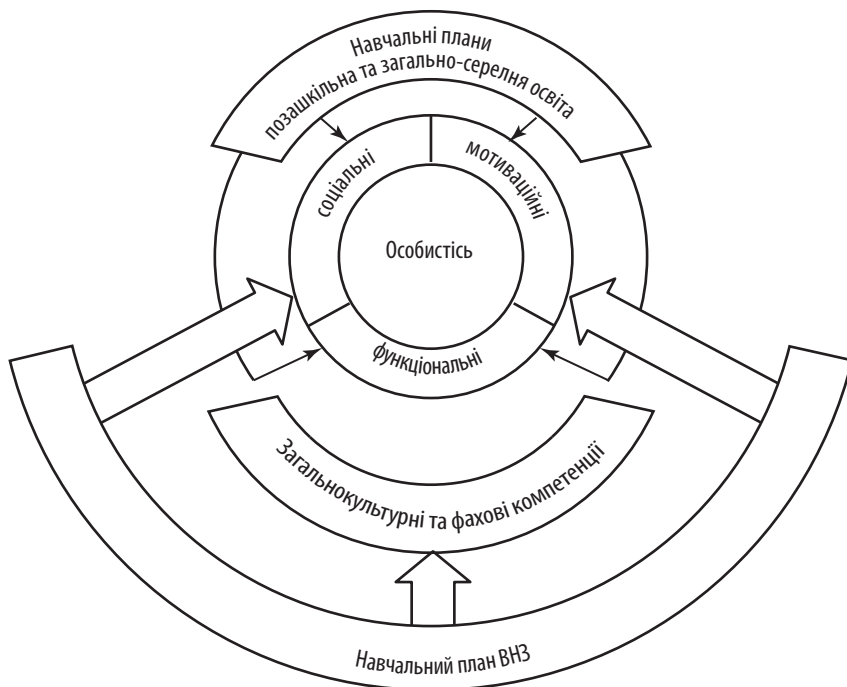 Навчальні плани
позашкільна та загально-серелня освіта
соціальні
мотиваційні
Особистісь
функціональні
Загальнокультурні та фахові компетенції
Навчальний план ВНЗ